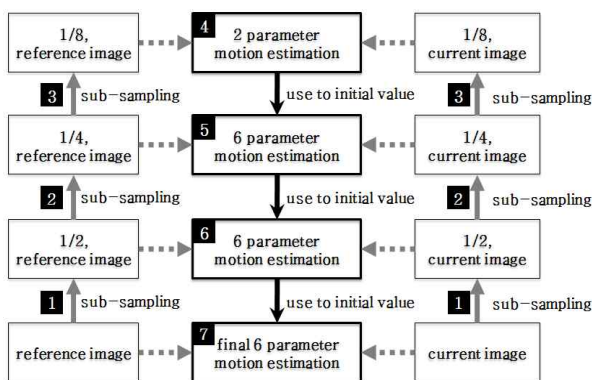 1/8,
reference image
4
2 parameter
motion estimation
1/8,
current image
3
sub-sampling
use to initial value
3
sub-sampling
1/4,
reference image
5
6 parameter
motion estimation
1/4,
current image
2
sub-sampling
use to initial value
2
sub-sampling
1/2,
reference image
6
6 parameter
motion estimation
1/2,
current image
1
sub-sampling
use to initial value
1
sub-sampling
reference image
7
final 6 parameter
motion estimation
current image